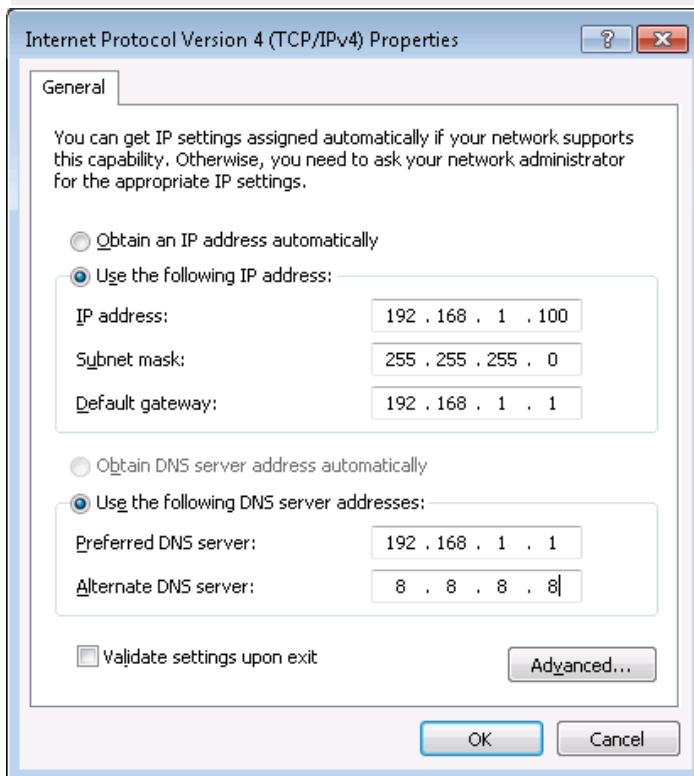 Internet Protocol Version 4 (TCP/IPv4) Properties
General
You can get IP settings assigned automatically if your network supports
this capability. Otherwise, you need to ask your network administrator
for the appropriate IP settings.
Obtain an IP address automatically
Use the following IP address:
IP address: 192 . 168 . 1 . 100
Subnet mask: 255 . 255 . 255 . 0
Default gateway: 192 . 168 . 1 . 1
Obtain DNS server address automatically
Use the following DNS server addresses:
Preferred DNS server: 192 . 168 . 1 . 1
Alternate DNS server: 8 . 8 . 8 . 8
Validate settings upon exit
Advanced...
OK Cancel